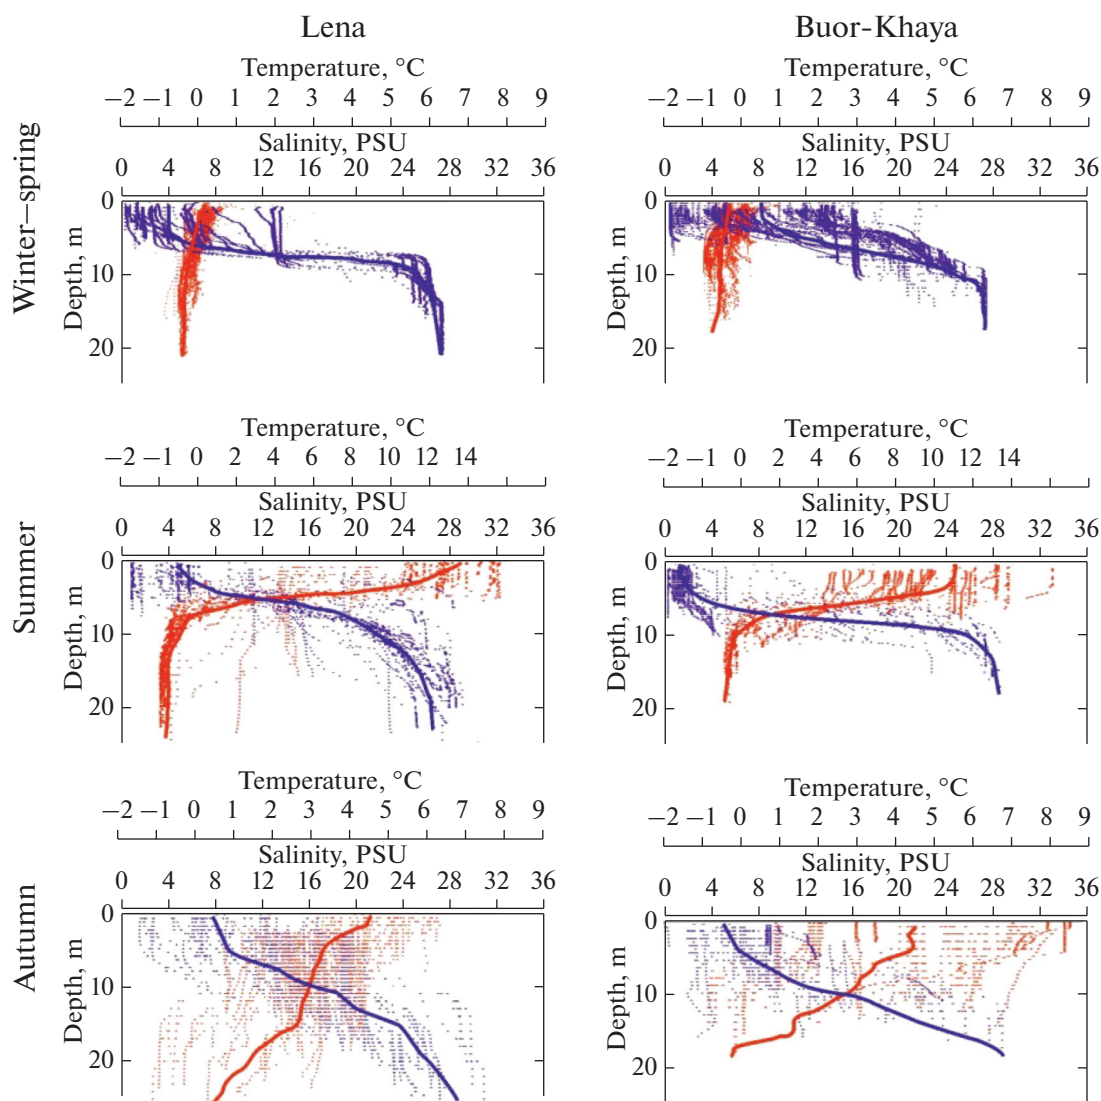 Lena
Buor-Khaya
Winter–spring
Temperature, °C
−2 −1 0 1 2 3 4 5 6 7 8 9
Salinity, PSU
0 4 8 12 16 20 24 28 32 36
Depth, m
0
10
20
Temperature, °C
−2 −1 0 1 2 3 4 5 6 7 8 9
Salinity, PSU
0 4 8 12 16 20 24 28 32 36
Depth, m
0
10
20
Summer
Temperature, °C
−2 −1 0 2 4 6 8 10 12 14
Salinity, PSU
0 4 8 12 16 20 24 28 32 36
Depth, m
0
10
20
Temperature, °C
−2 −1 0 2 4 6 8 10 12 14
Salinity, PSU
0 4 8 12 16 20 24 28 32 36
Depth, m
0
10
20
Autumn
Temperature, °C
−2 −1 0 1 2 3 4 5 6 7 8 9
Salinity, PSU
0 4 8 12 16 20 24 28 32 36
Depth, m
0
10
20
Temperature, °C
−2 −1 0 1 2 3 4 5 6 7 8 9
Salinity, PSU
0 4 8 12 16 20 24 28 32 36
Depth, m
0
10
20